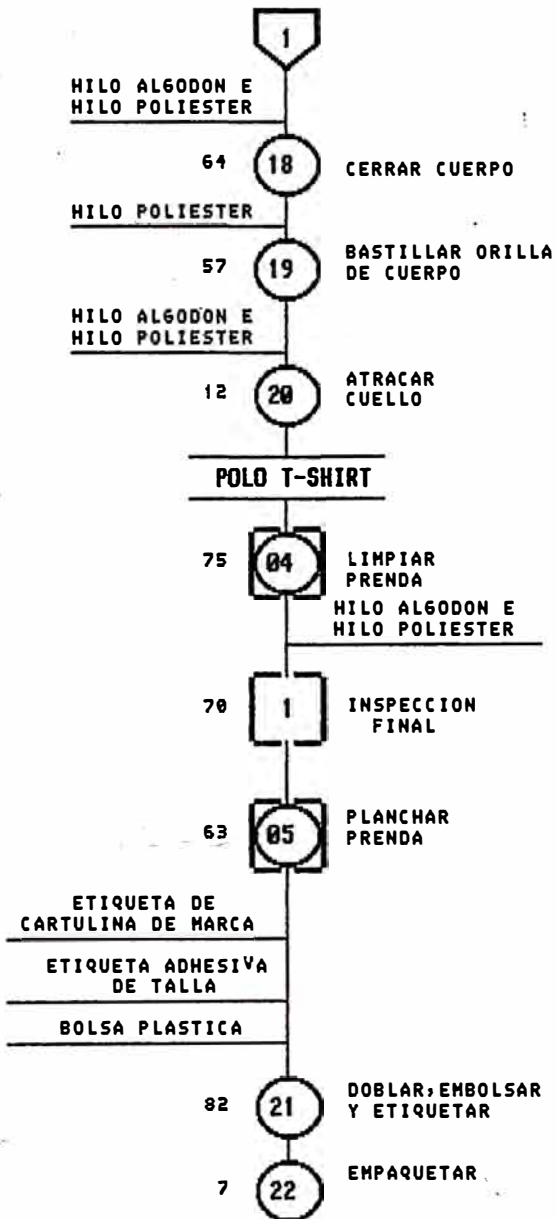 1
HILO ALGODON E
HILO POLIESTER
64 18 CERRAR CUERPO
HILO POLIESTER
57 19 BASTILLAR ORILLA
DE CUERPO
HILO ALGODON E
HILO POLIESTER
12 20 ATRACAR
CUELLO
POLO T-SHIRT
75 04 LIMPIAR
PRENDA
HILO ALGODON E
HILO POLIESTER
70 1 INSPECCION
FINAL
63 05 PLANCHAR
PRENDA
ETIQUETA DE
CARTULINA DE MARCA
ETIQUETA ADHESIVA
DE TALLA
BOLSA PLASTICA
82 21 DOBLAR,EMBOLSAR
Y ETIQUETAR
7 22 EMPAQUETAR